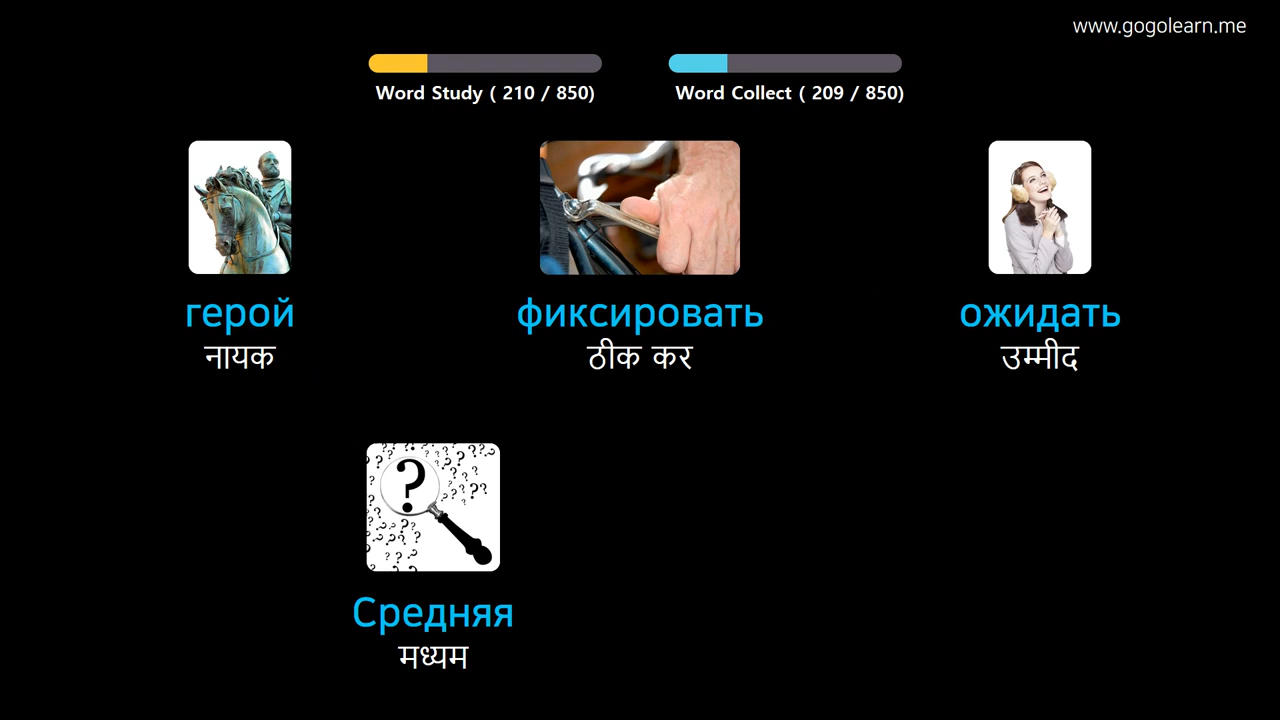 www.gogolearn.me
Word Study ( 210 / 850)
Word Collect ( 209 / 850)
герой
नायक
фиксировать
ठीक कर
ожидать
उम्मीद
?
Средняя
मध्यम